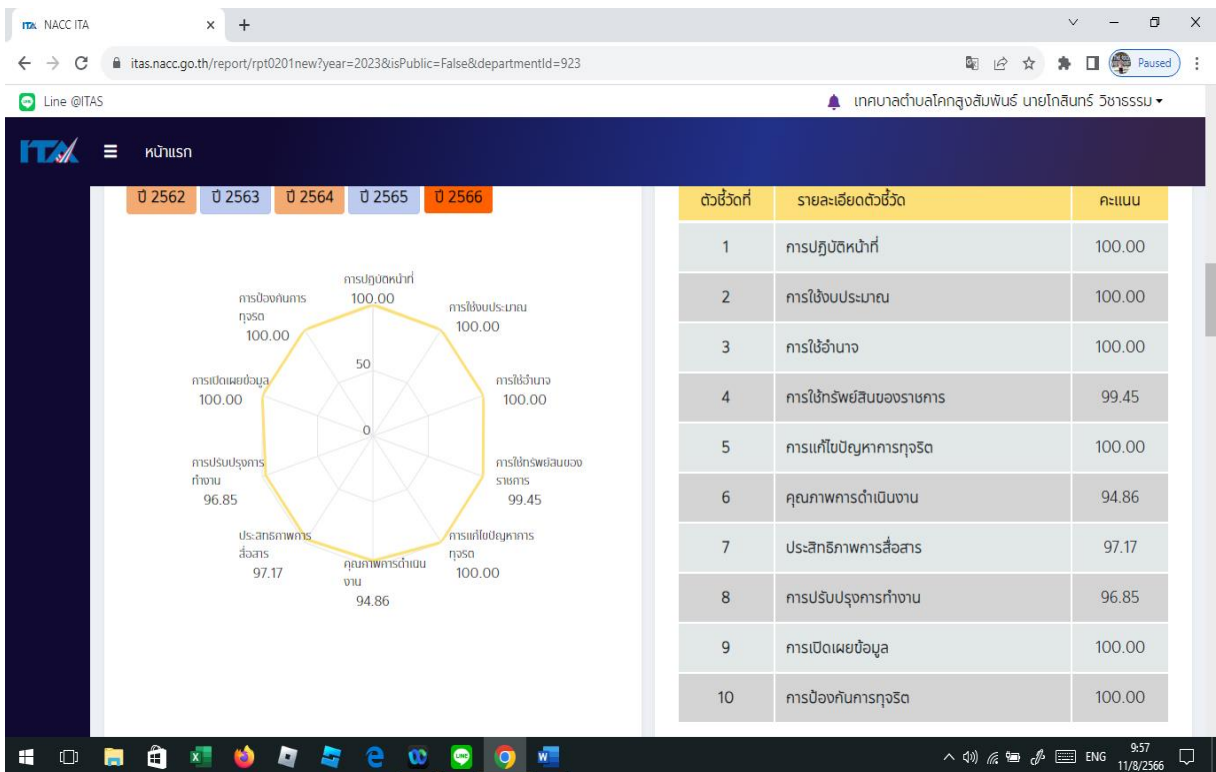 ITA NACC ITA
itas.nacc.go.th/report/rpt0201new?year=2023&isPublic=False&departmentId=923
Paused
Line @ITAS
เทศบาลตำบลโคกสูงสัมพันธ์ นายโกสินทร์ วิชาธรรม
ITA
หน้าแรก
ปี 2562 ปี 2563 ปี 2564 ปี 2565 ปี 2566
การปฏิบัติหน้าที่
100.00
การใช้งบประมาณ
100.00
การใช้อำนาจ
100.00
การใช้ทรัพย์สินของ
ราชการ
99.45
การแก้ไขปัญหาการ
ทุจริต
100.00
คุณภาพการดำเนิน
งาน
94.86
ประสิทธิภาพการ
สื่อสาร
97.17
การปรับปรุงการ
ทำงาน
96.85
การเปิดเผยข้อมูล
100.00
การป้องกันการ
ทุจริต
100.00
50
0
ตัวชี้วัดที่ รายละเอียดตัวชี้วัด คะแนน
1 การปฏิบัติหน้าที่ 100.00
2 การใช้งบประมาณ 100.00
3 การใช้อำนาจ 100.00
4 การใช้ทรัพย์สินของราชการ 99.45
5 การแก้ไขปัญหาการทุจริต 100.00
6 คุณภาพการดำเนินงาน 94.86
7 ประสิทธิภาพการสื่อสาร 97.17
8 การปรับปรุงการทำงาน 96.85
9 การเปิดเผยข้อมูล 100.00
10 การป้องกันการทุจริต 100.00
ENG
9:57
11/8/2566